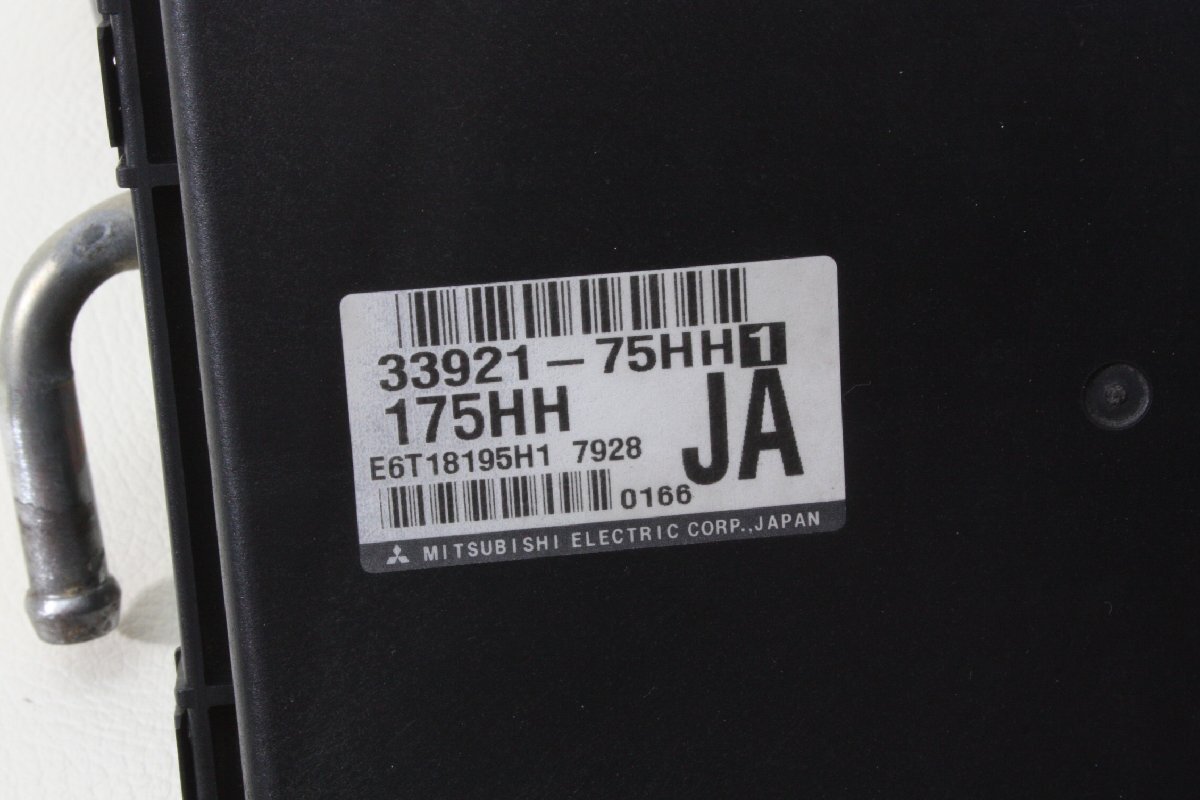 33921-75HH1
175HH
JA
E6T18195H1 7928
0166
MITSUBISHI ELECTRIC CORP.,JAPAN